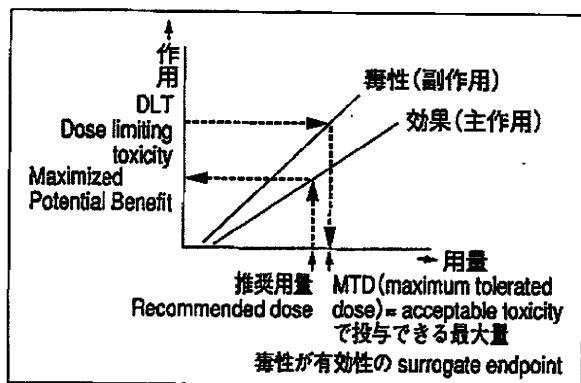 作用
毒性(副作用)
DLT
Dose limiting
toxicity
効果(主作用)
Maximized
Potential Benefit
用量
推奨用量
Recommended dose
MTD(maximum tolerated
dose)= acceptable toxicity
で投与できる最大量
毒性が有効性の surrogate endpoint